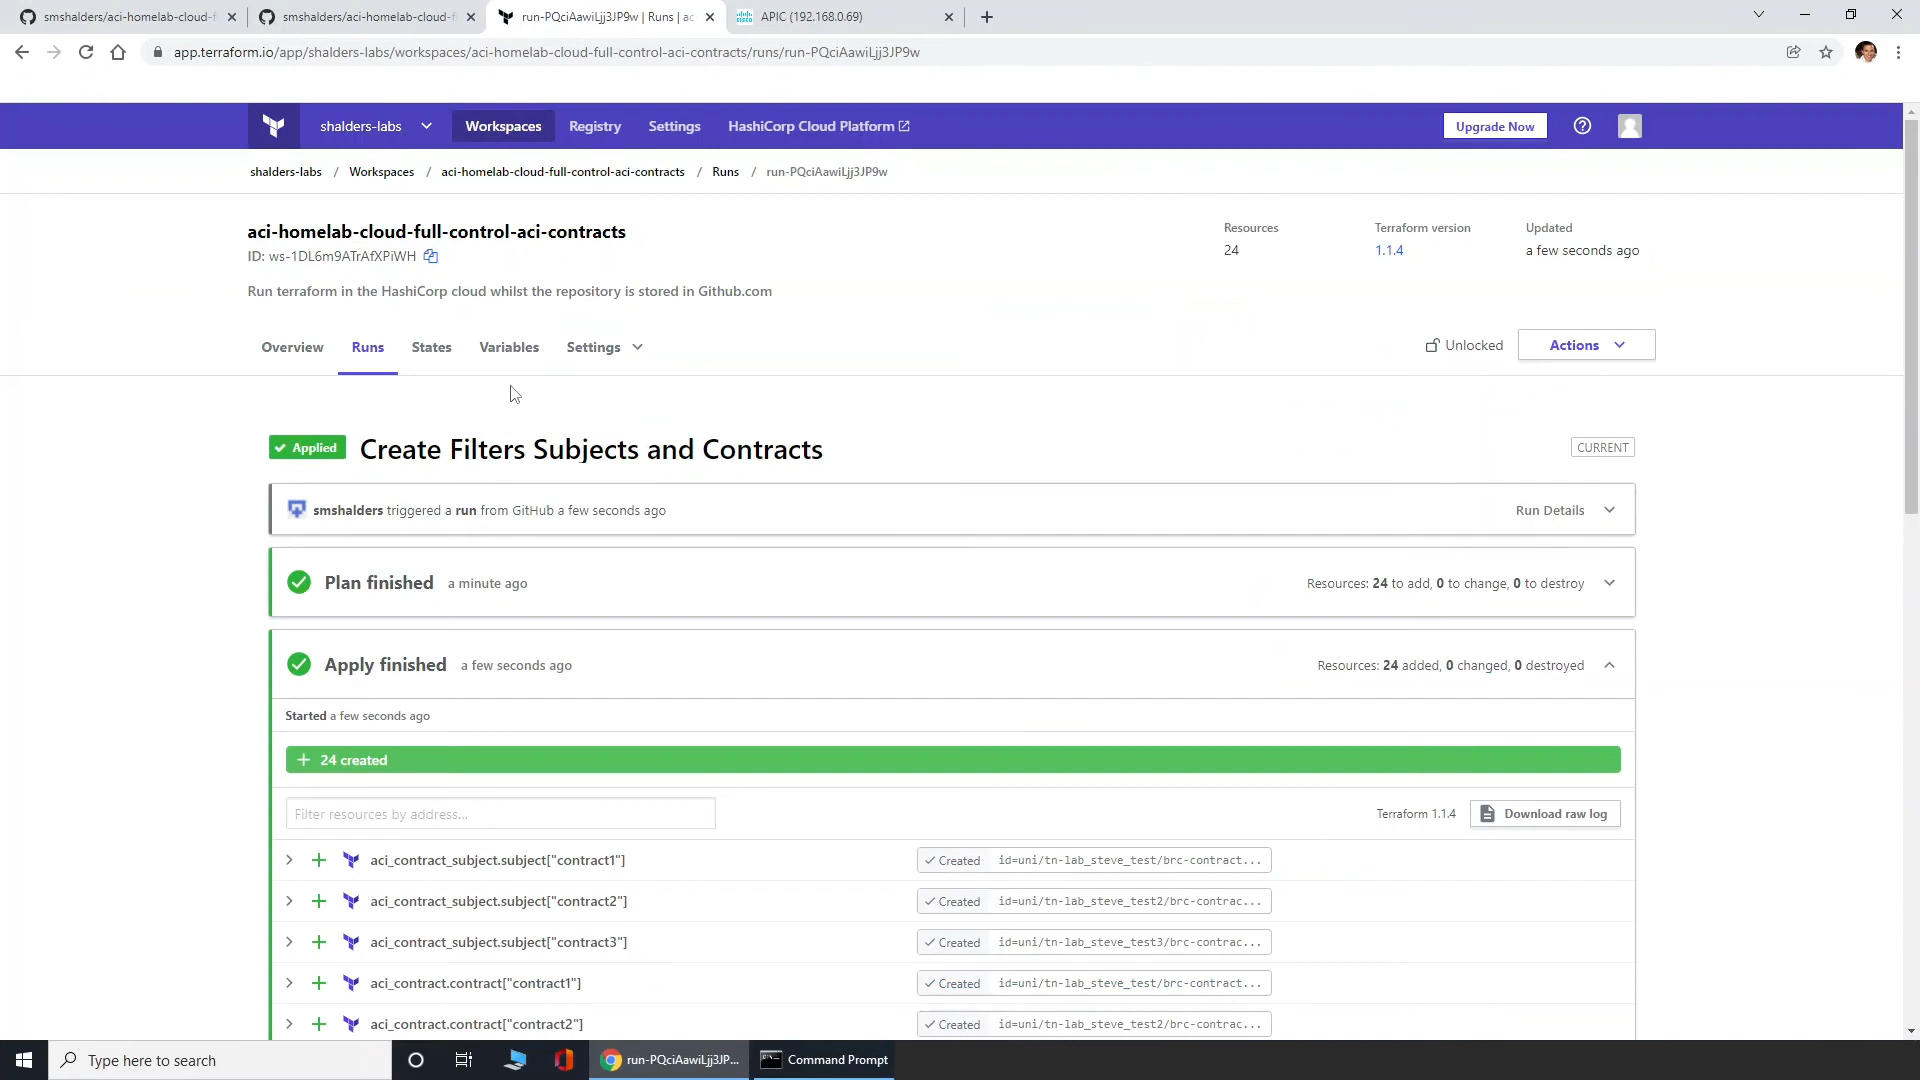 smshalders/aci-homelab-cloud-f
smshalders/aci-homelab-cloud-f
run-PQciAawiLjj3JP9w | Runs | ac
APIC (192.168.0.69)
app.terraform.io/app/shalders-labs/workspaces/aci-homelab-cloud-full-control-aci-contracts/runs/run-PQciAawiLjj3JP9w
shalders-labs
Workspaces
Registry
Settings
HashiCorp Cloud Platform
Upgrade Now
shalders-labs / Workspaces / aci-homelab-cloud-full-control-aci-contracts / Runs / run-PQciAawiLjj3JP9w
aci-homelab-cloud-full-control-aci-contracts
ID: ws-1DL6m9ATrAfXPiWH
Run terraform in the HashiCorp cloud whilst the repository is stored in Github.com
Resources
24
Terraform version
1.1.4
Updated
a few seconds ago
Overview
Runs
States
Variables
Settings
Unlocked
Actions
Applied
Create Filters Subjects and Contracts
CURRENT
smshalders triggered a run from GitHub a few seconds ago
Run Details
Plan finished a minute ago
Resources: 24 to add, 0 to change, 0 to destroy
Apply finished a few seconds ago
Resources: 24 added, 0 changed, 0 destroyed
Started a few seconds ago
+ 24 created
Filter resources by address...
Terraform 1.1.4
Download raw log
aci_contract_subject.subject["contract1"]
Created id=uni/tn-lab_steve_test/brc-contract...
aci_contract_subject.subject["contract2"]
Created id=uni/tn-lab_steve_test2/brc-contrac...
aci_contract_subject.subject["contract3"]
Created id=uni/tn-lab_steve_test3/brc-contrac...
aci_contract.contract["contract1"]
Created id=uni/tn-lab_steve_test/brc-contract...
aci_contract.contract["contract2"]
Created id=uni/tn-lab_steve_test2/brc-contrac...
Type here to search
run-PQciAawiLjj3JP...
Command Prompt